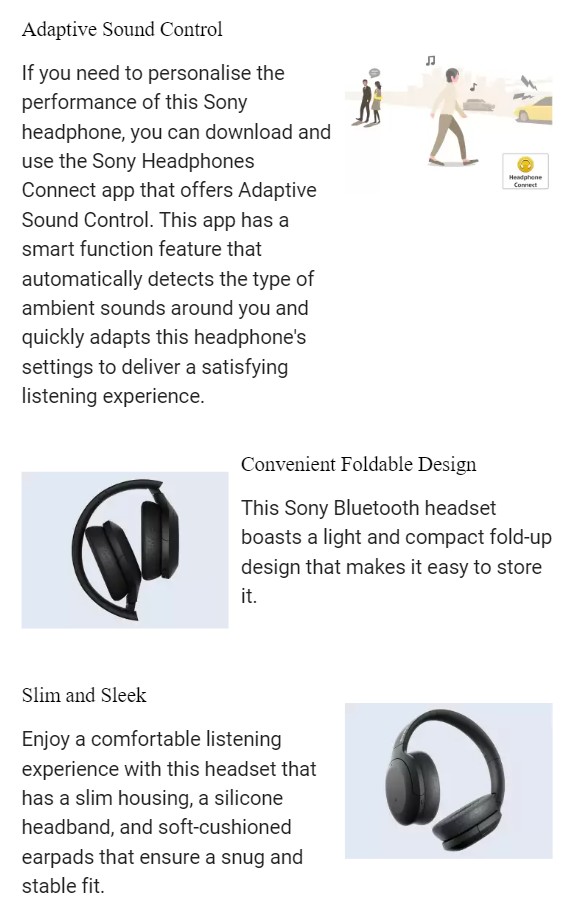 Adaptive Sound Control
If you need to personalise the
performance of this Sony
headphone, you can download and
use the Sony Headphones
Connect app that offers Adaptive
Sound Control. This app has a
smart function feature that
automatically detects the type of
ambient sounds around you and
quickly adapts this headphone's
settings to deliver a satisfying
listening experience.
Headphone
Connect
Convenient Foldable Design
This Sony Bluetooth headset
boasts a light and compact fold-up
design that makes it easy to store
it.
Slim and Sleek
Enjoy a comfortable listening
experience with this headset that
has a slim housing, a silicone
headband, and soft-cushioned
earpads that ensure a snug and
stable fit.